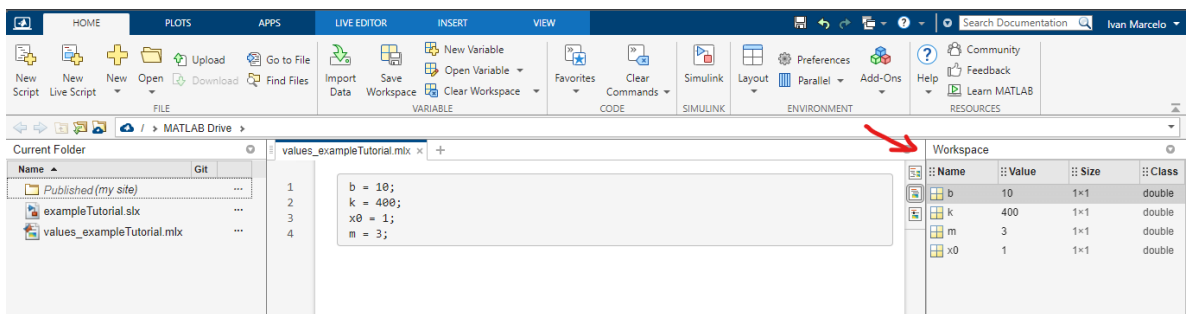 HOME PLOTS APPS LIVE EDITOR INSERT VIEW Search Documentation Ivan Marcelo
New Script
New Live Script
New
Open
Upload
Download
Go to File
Find Files
FILE
Import Data
Save Workspace
New Variable
Open Variable
Clear Workspace
VARIABLE
Favorites
Clear Commands
CODE
Simulink
SIMULINK
Layout
Preferences
Parallel
Add-Ons
ENVIRONMENT
Help
Community
Feedback
Learn MATLAB
RESOURCES
/ › MATLAB Drive ›
Current Folder
Name Git
Published (my site)
exampleTutorial.slx
values_exampleTutorial.mlx
values_exampleTutorial.mlx × +
1 b = 10;
2 k = 400;
3 x0 = 1;
4 m = 3;
Workspace
Name Value Size Class
b 10 1×1 double
k 400 1×1 double
m 3 1×1 double
x0 1 1×1 double